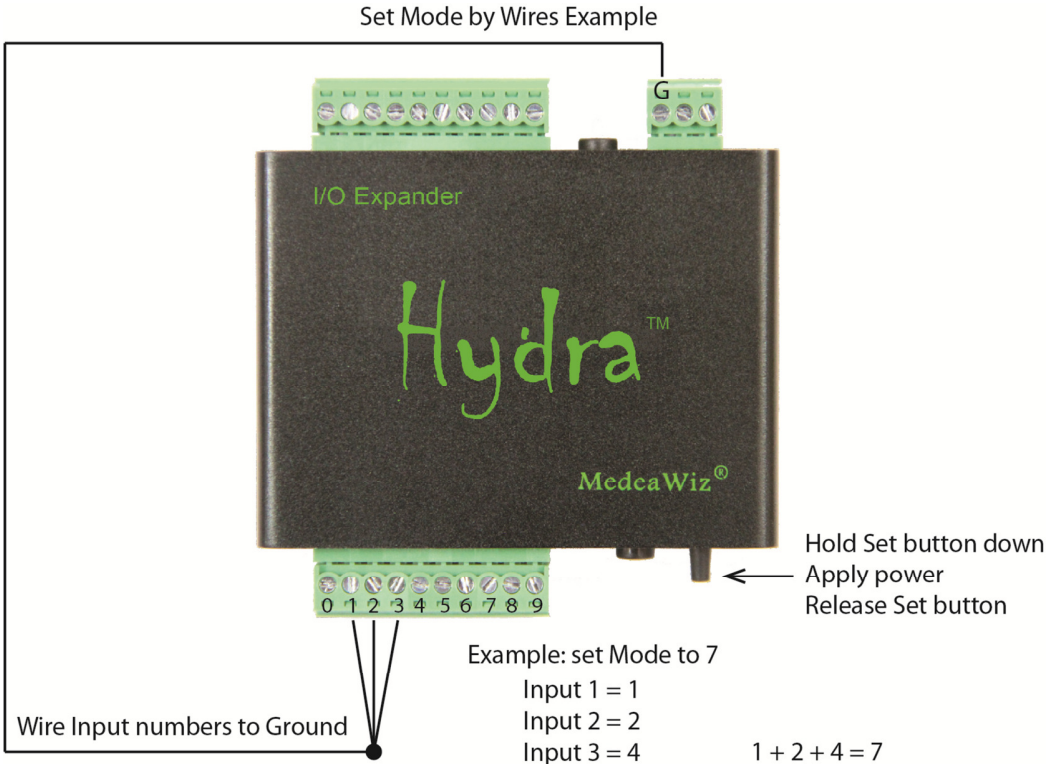 Set Mode by Wires Example
G
I/O Expander
Hydra™
MedeaWiz®
Hold Set button down
Apply power
Release Set button
0 1 2 3 4 5 6 7 8 9
Example: set Mode to 7
Input 1 = 1
Input 2 = 2
Wire Input numbers to Ground
Input 3 = 4 1 + 2 + 4 = 7